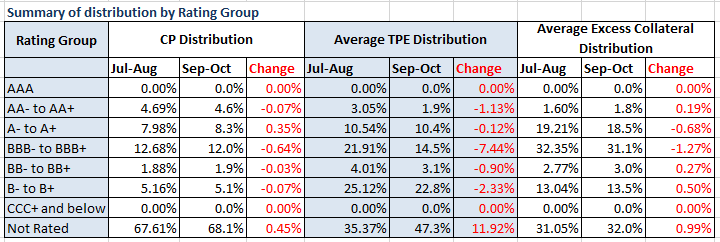 Summary of distribution by Rating Group
Rating Group CP Distribution Average TPE Distribution Average Excess Collateral
Distribution
Jul-Aug Sep-Oct Change Jul-Aug Sep-Oct Change Jul-Aug Sep-Oct Change
AAA 0.00% 0.0% 0.00% 0.00% 0.0% 0.00% 0.00% 0.0% 0.00%
AA- to AA+ 4.69% 4.6% -0.07% 3.05% 1.9% -1.13% 1.60% 1.8% 0.19%
A- to A+ 7.98% 8.3% 0.35% 10.54% 10.4% -0.12% 19.21% 18.5% -0.68%
BBB- to BBB+ 12.68% 12.0% -0.64% 21.91% 14.5% -7.44% 32.35% 31.1% -1.27%
BB- to BB+ 1.88% 1.9% -0.03% 4.01% 3.1% -0.90% 2.77% 3.0% 0.27%
B- to B+ 5.16% 5.1% -0.07% 25.12% 22.8% -2.33% 13.04% 13.5% 0.50%
CCC+ and below 0.00% 0.0% 0.00% 0.00% 0.0% 0.00% 0.00% 0.0% 0.00%
Not Rated 67.61% 68.1% 0.45% 35.37% 47.3% 11.92% 31.05% 32.0% 0.99%